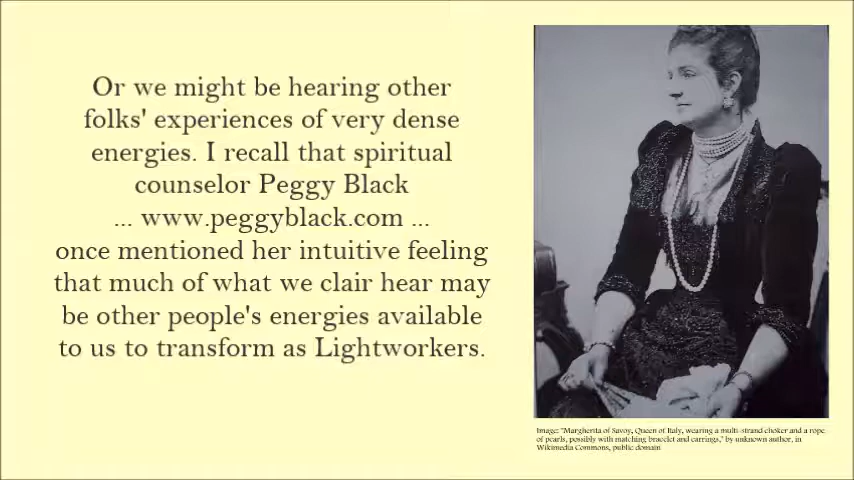 Or we might be hearing other
folks' experiences of very dense
energies. I recall that spiritual
counselor Peggy Black
... www.peggyblack.com ...
once mentioned her intuitive feeling
that much of what we clair hear may
be other people's energies available
to us to transform as Lightworkers.
Image: "Margherita of Savoy, Queen of Italy, wearing a multi-strand choker and a rope
of pearls, possibly with matching bracelet and earrings," by unknown author, in
Wikimedia Commons, public domain